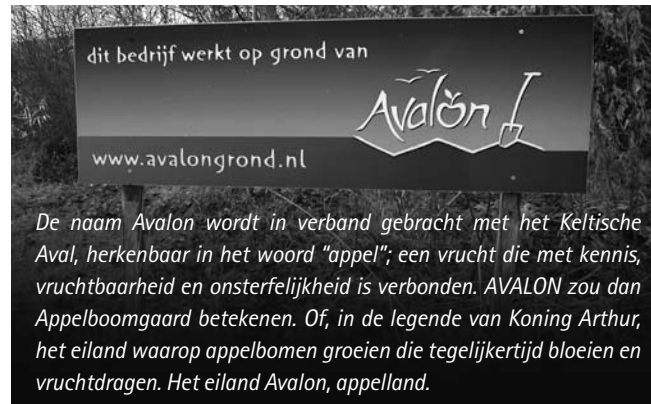 dit bedrijf werkt op grond van
Avalon
www.avalongrond.nl
De naam Avalon wordt in verband gebracht met het Keltische
Aval, herkenbaar in het woord “appel”; een vrucht die met kennis,
vruchtbaarheid en onsterfelijkheid is verbonden. AVALON zou dan
Appelboomgaard betekenen. Of, in de legende van Koning Arthur,
het eiland waarop appelbomen groeien die tegelijkertijd bloeien en
vruchtdragen. Het eiland Avalon, appelland.